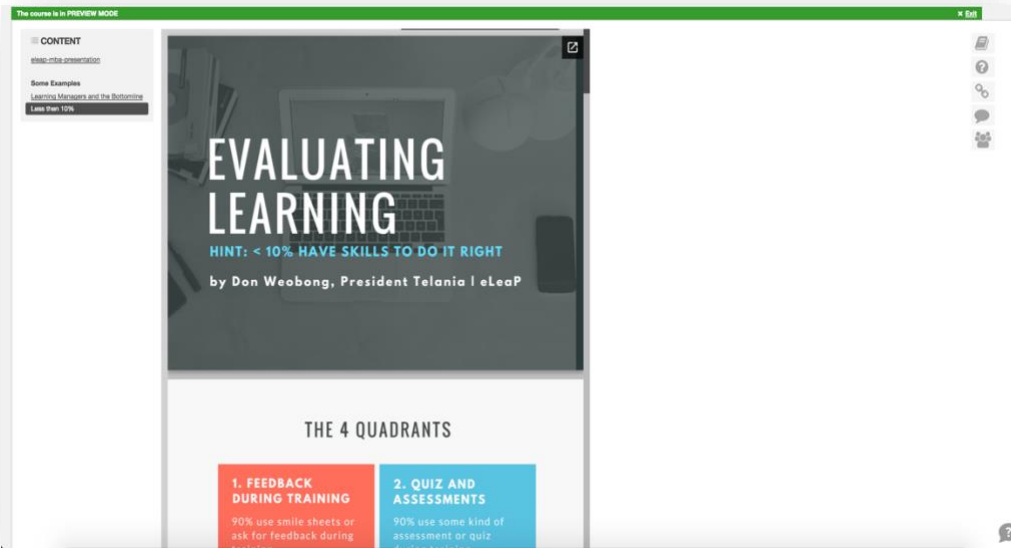 The course is in PREVIEW MODE
× Exit
CONTENT
eleap-mba-presentation
Some Examples
Learning Managers and the Bottomline
Less then 10%
EVALUATING
LEARNING
HINT: < 10% HAVE SKILLS TO DO IT RIGHT
by Don Weobong, President Telania | eLeaP
THE 4 QUADRANTS
1. FEEDBACK
DURING TRAINING
90% use smile sheets or
ask for feedback during
2. QUIZ AND
ASSESSMENTS
90% use some kind of
assessment or quiz